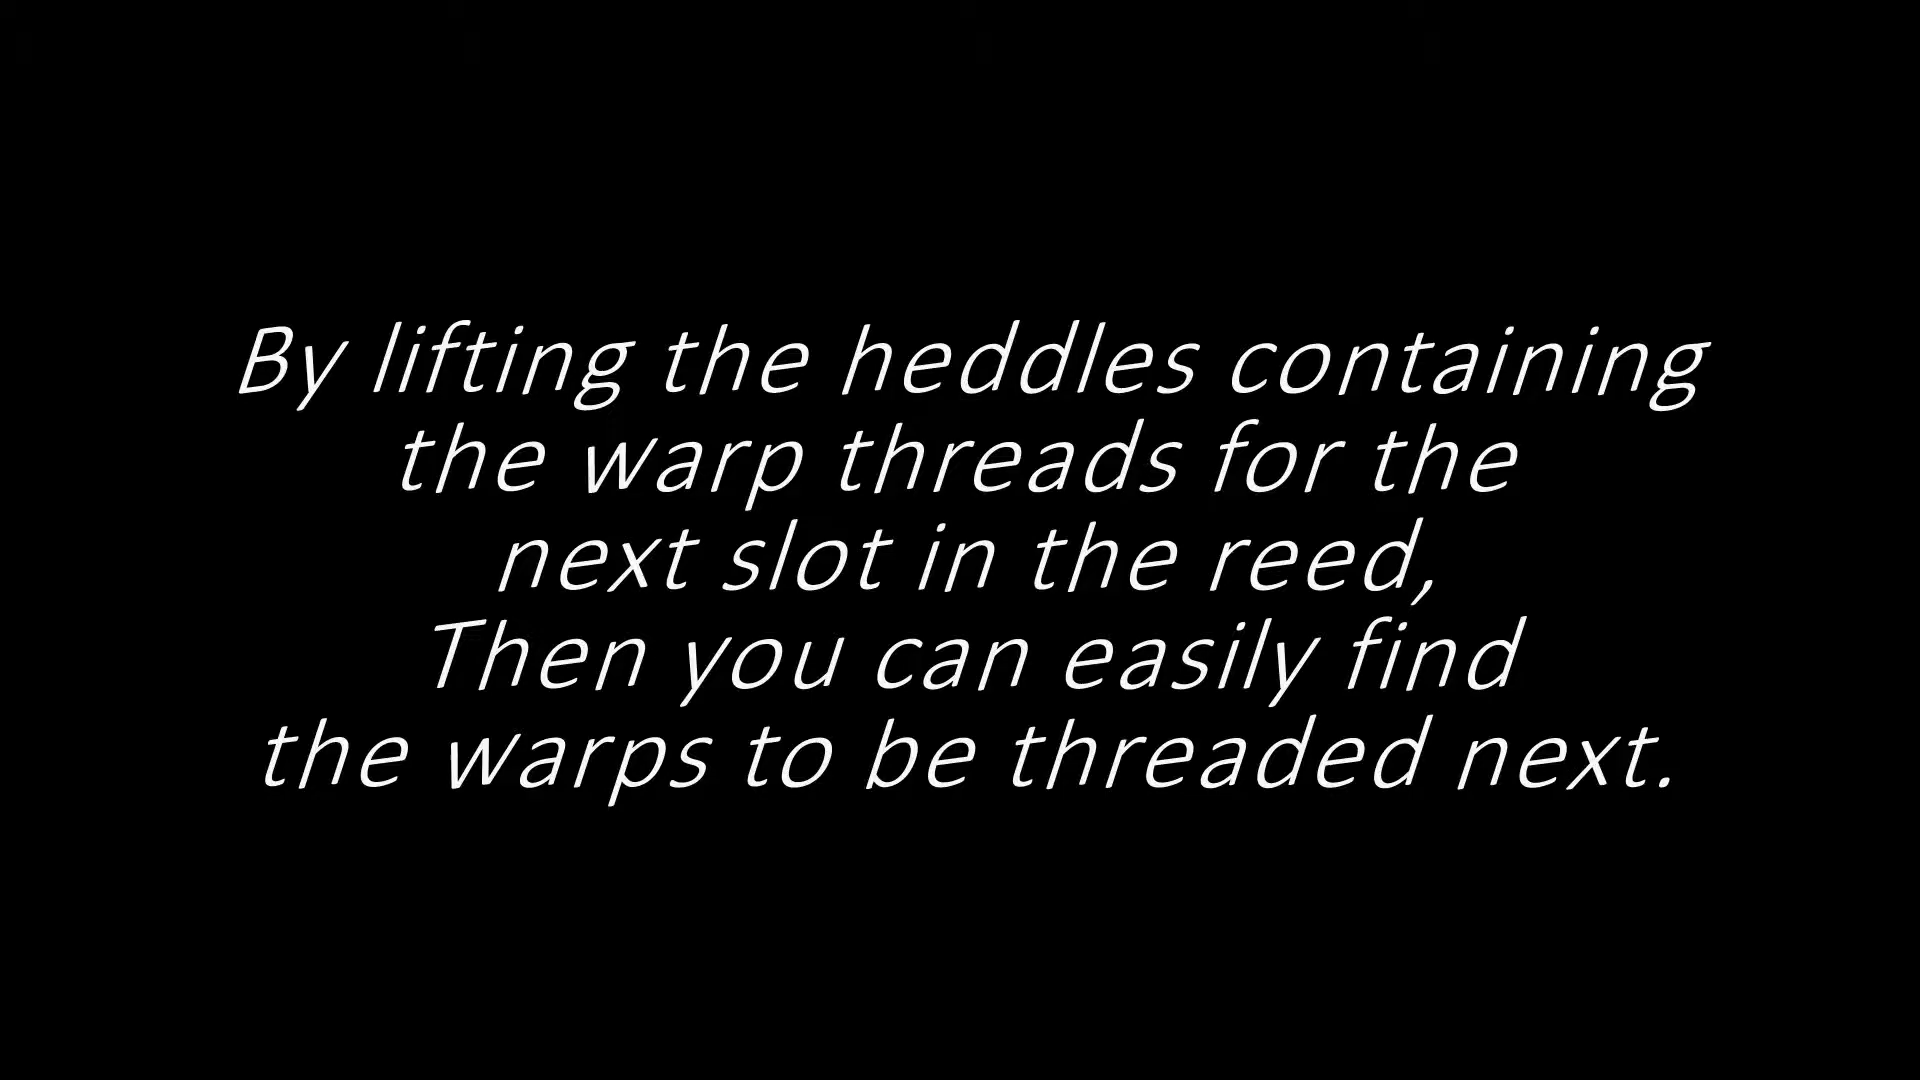 By lifting the heddles containing
the warp threads for the
next slot in the reed,
Then you can easily find
the warps to be threaded next.